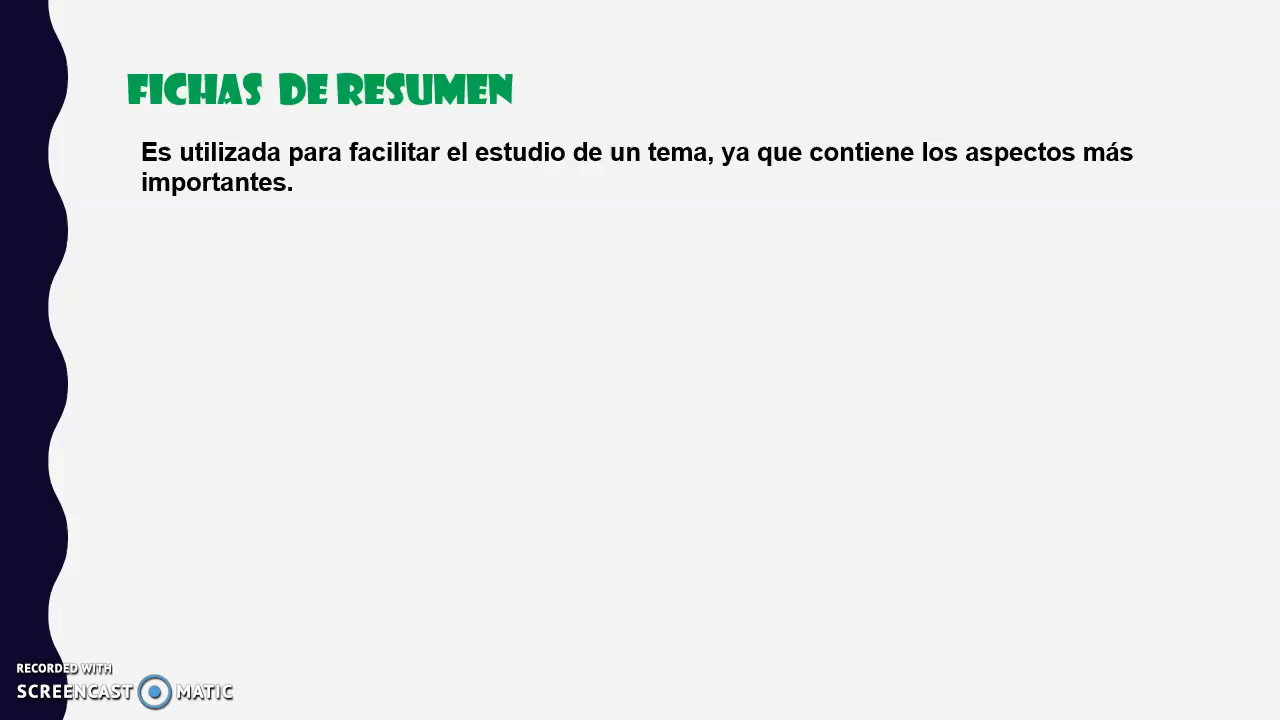 FICHAS DE RESUMEN
Es utilizada para facilitar el estudio de un tema, ya que contiene los aspectos más
importantes.
RECORDED WITH
SCREENCAST MATIC